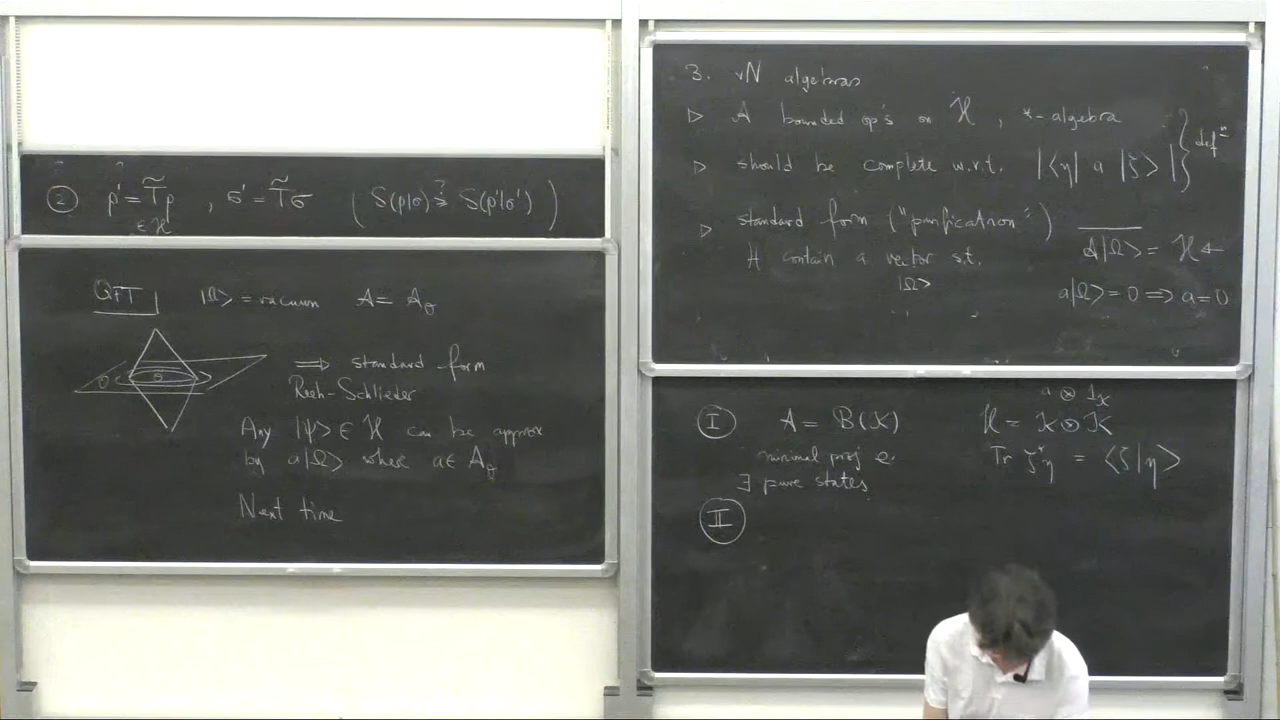 ② ρ' = T̃ρ , σ' = T̃σ ( S(ρ|σ) ≥? S(ρ'|σ') )
∈ℋ
QFT |Ω> = vacuum A = A_O
O
⟹ standard form
Reeh-Schlieder
Any |ψ> ∈ ℋ can be approx
by a|Ω> where a ∈ A_O
Next time
3. vN algebras
▷ A bounded op's on ℋ , *-algebra
▷ should be complete w.r.t. |<η| a |ζ>| } defⁿ
▷ standard form ("purification")
H contain a vector s.t.
|Ω>
A|Ω> = ℋ ←
a|Ω> = 0 ⟹ a = 0
a ⊗ 1_K
Ⓘ A = B(K) ℋ = K ⊗ K
minimal proj e. Tr ζ*η = <ζ|η>
∃ pure states
Ⅱ